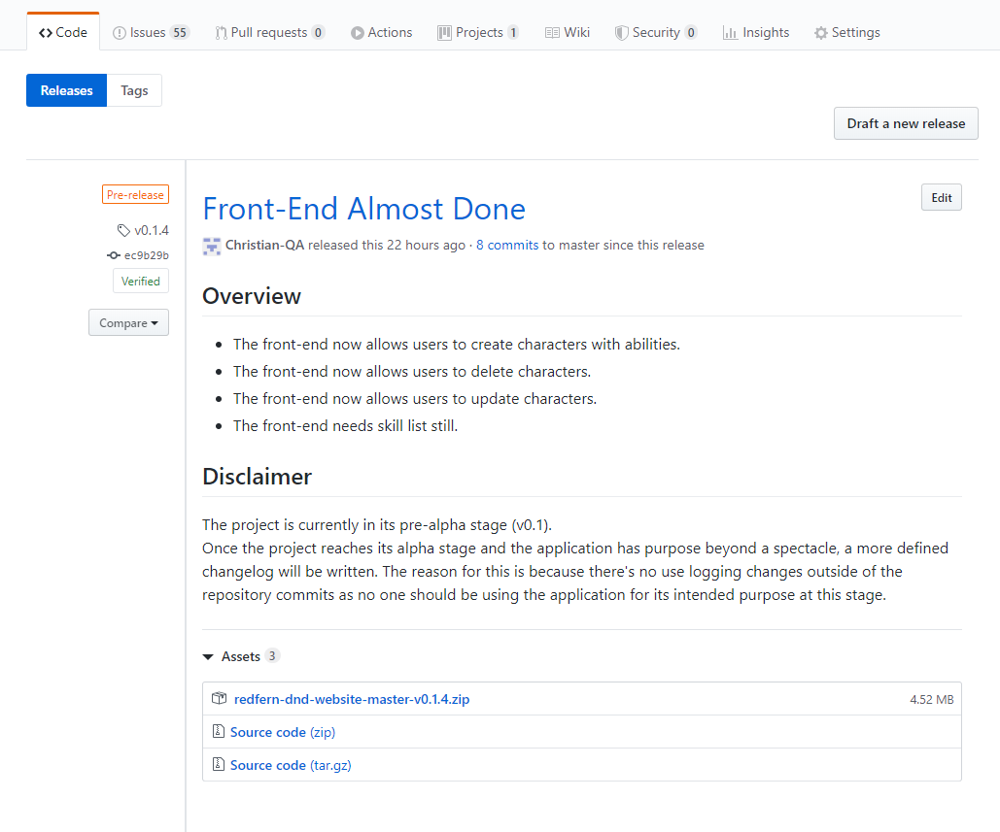 Code Issues 55 Pull requests 0 Actions Projects 1 Wiki Security 0 Insights Settings
Releases Tags
Draft a new release
Pre-release
v0.1.4
ec9b29b
Verified
Compare
Front-End Almost Done
Edit
Christian-QA released this 22 hours ago · 8 commits to master since this release
Overview
• The front-end now allows users to create characters with abilities.
• The front-end now allows users to delete characters.
• The front-end now allows users to update characters.
• The front-end needs skill list still.
Disclaimer
The project is currently in its pre-alpha stage (v0.1).
Once the project reaches its alpha stage and the application has purpose beyond a spectacle, a more defined
changelog will be written. The reason for this is because there's no use logging changes outside of the
repository commits as no one should be using the application for its intended purpose at this stage.
Assets 3
redfern-dnd-website-master-v0.1.4.zip 4.52 MB
Source code (zip)
Source code (tar.gz)